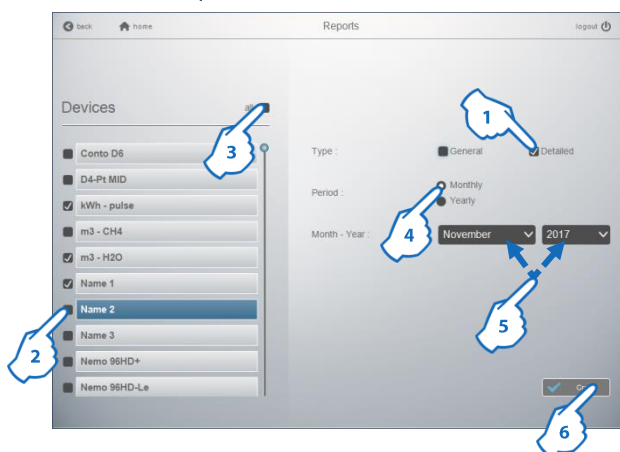 back home Reports logout
Devices
1
3
Type : General Detailed
Conto D6
D4-Pt MID
Period : Monthly
Yearly
kWh - pulse
m3 - CH4
Month - Year : 4 November 2017
m3 - H2O
Name 1
Name 2
5
Name 3
2
Nemo 96HD+
Nemo 96HD-Le
6